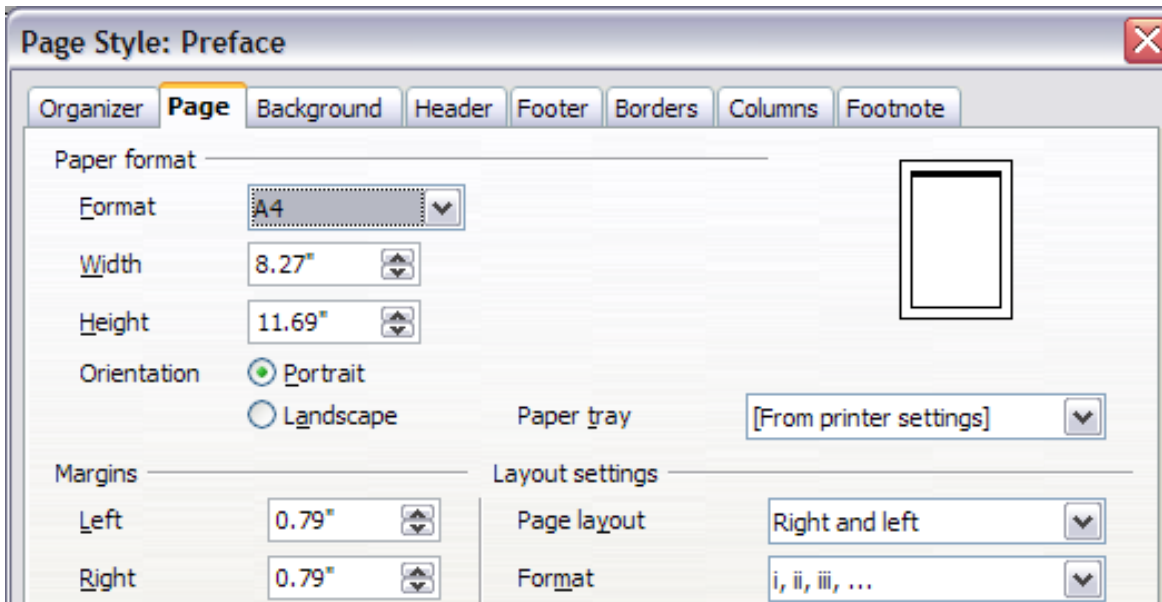 Page Style: Preface
Organizer Page Background Header Footer Borders Columns Footnote
Paper format
Format A4
Width 8.27"
Height 11.69"
Orientation Portrait
Landscape Paper tray [From printer settings]
Margins Layout settings
Left 0.79" Page layout Right and left
Right 0.79" Format i, ii, iii, ...